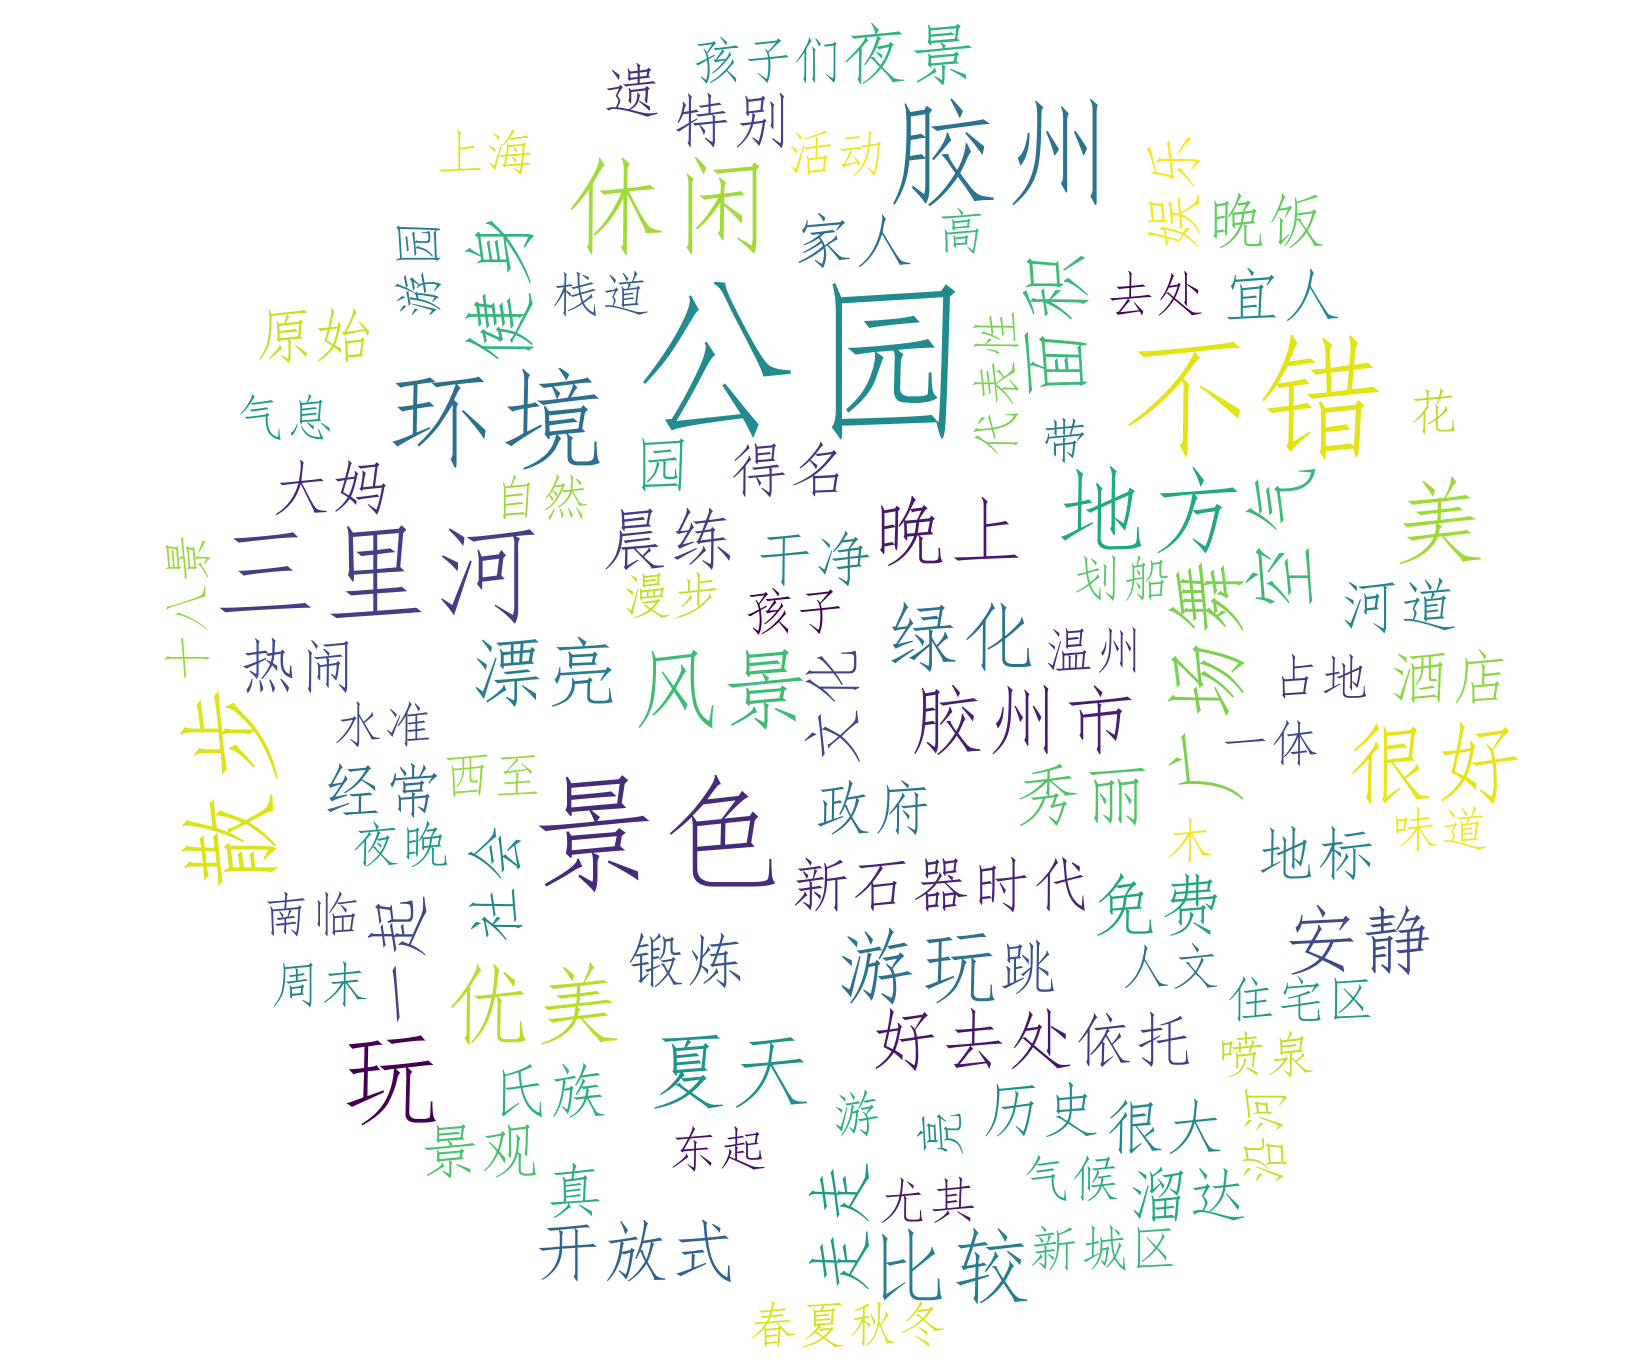 孩子们
夜景
遗
特别
胶州
上海
休闲
活动
娱乐
晚饭
游园
健身
家人
高
栈道
面积
去处
宜人
原始
公园
代表性
不错
气息
环境
园
得名
带
花
大妈
自然
晚上
地方
空气
美
十八景
三里河
晨练
干净
漫步
孩子
划船
广场舞
河道
热闹
漂亮
风景
文化
绿化
温州
占地
酒店
散步
水准
胶州市
一体
很好
经常
西至
景色
政府
秀丽
木
味道
夜晚
社会
新石器时代
免费
地标
南临
一起
锻炼
游玩
跳
人文
安静
周末
优美
住宅区
玩
夏天
好去处
依托
喷泉
氏族
游
亮
历史
很大
沿河
景观
东起
真
走走
尤其
气候
溜达
开放式
比较
新城区
春夏秋冬